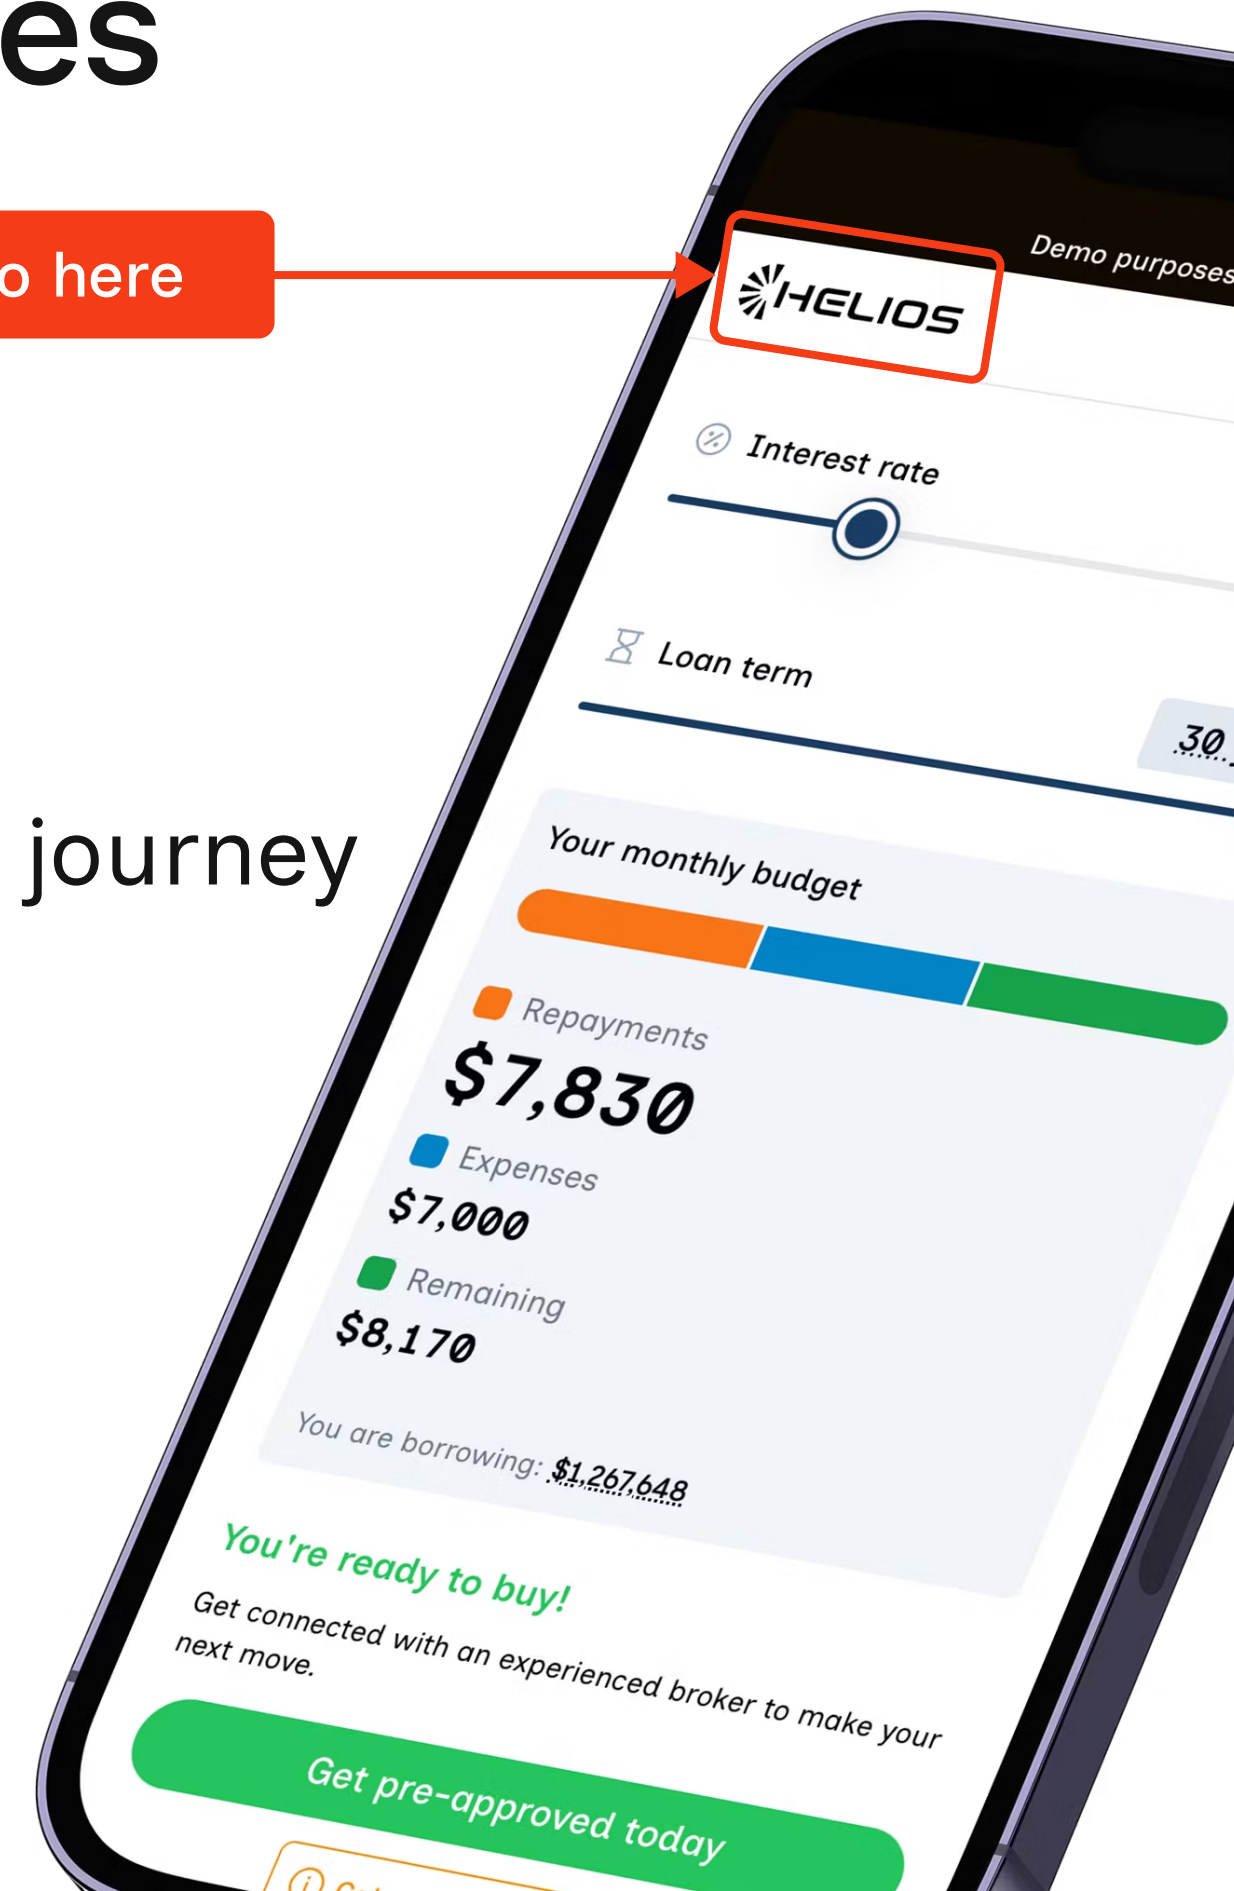 es
o here
Demo purposes
HELIOS
Interest rate
Loan term
30
journey
Your monthly budget
Repayments
$7,830
Expenses
$7,000
Remaining
$8,170
You are borrowing: $1,267,648
You're ready to buy!
Get connected with an experienced broker to make your
next move.
Get pre-approved today